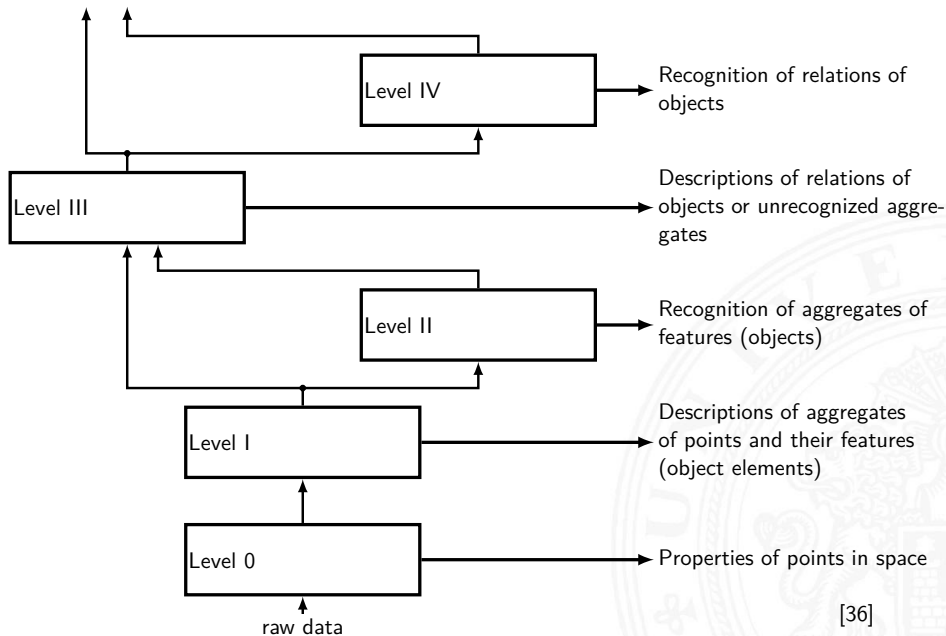 Level IV
Recognition of relations of
objects
Level III
Descriptions of relations of
objects or unrecognized aggre-
gates
Level II
Recognition of aggregates of
features (objects)
Level I
Descriptions of aggregates
of points and their features
(object elements)
Level 0
Properties of points in space
raw data
[36]
U N I V E